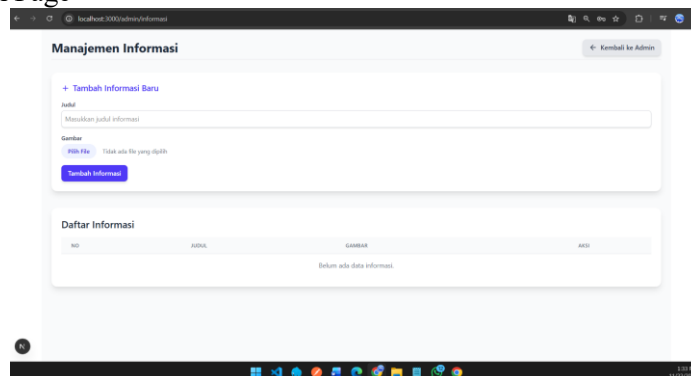 localhost:3000/admin/informasi
Manajemen Informasi
← Kembali ke Admin
+ Tambah Informasi Baru
Judul
Masukkan judul informasi
Gambar
Pilih File Tidak ada file yang dipilih
Tambah Informasi
Daftar Informasi
NO JUDUL GAMBAR AKSI
Belum ada data informasi.
N